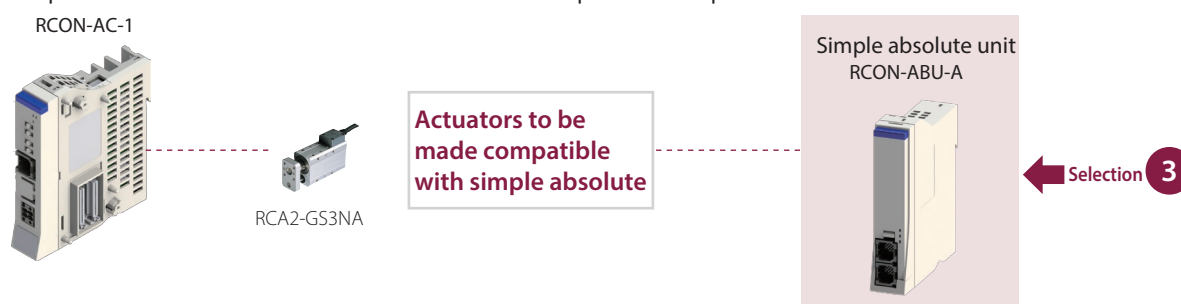 RCON-AC-1
RCA2-GS3NA
Actuators to be
made compatible
with simple absolute
Simple absolute unit
RCON-ABU-A
Selection 3